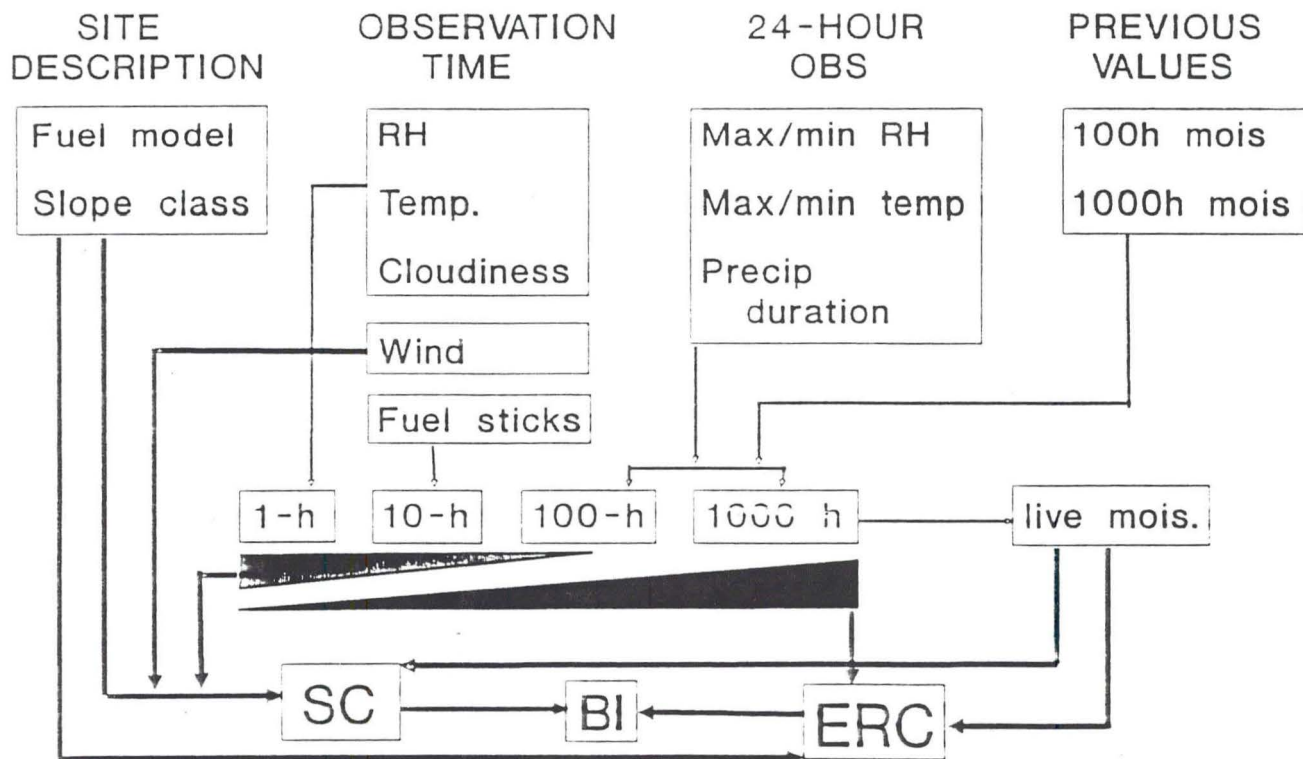 SITE
DESCRIPTION
OBSERVATION
TIME
24-HOUR
OBS
PREVIOUS
VALUES
Fuel model
Slope class
RH
Temp.
Cloudiness
Wind
Fuel sticks
Max/min RH
Max/min temp
Precip
duration
100h mois
1000h mois
1-h
10-h
100-h
1000 h
live mois.
SC
BI
ERC